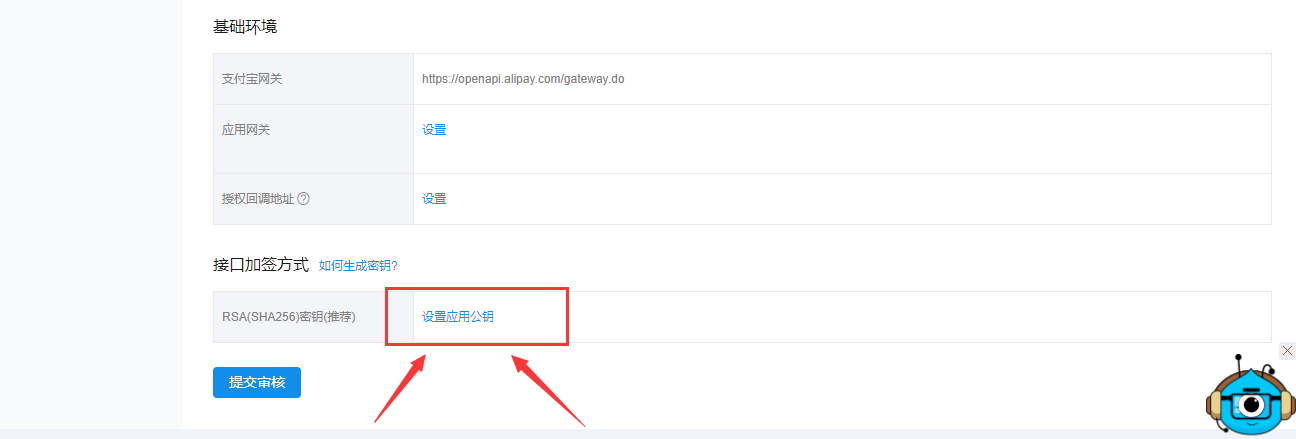 基础环境
支付宝网关 https://openapi.alipay.com/gateway.do
应用网关 设置
授权回调地址 ? 设置
接口加签方式 如何生成密钥?
RSA(SHA256)密钥(推荐) 设置应用公钥
提交审核